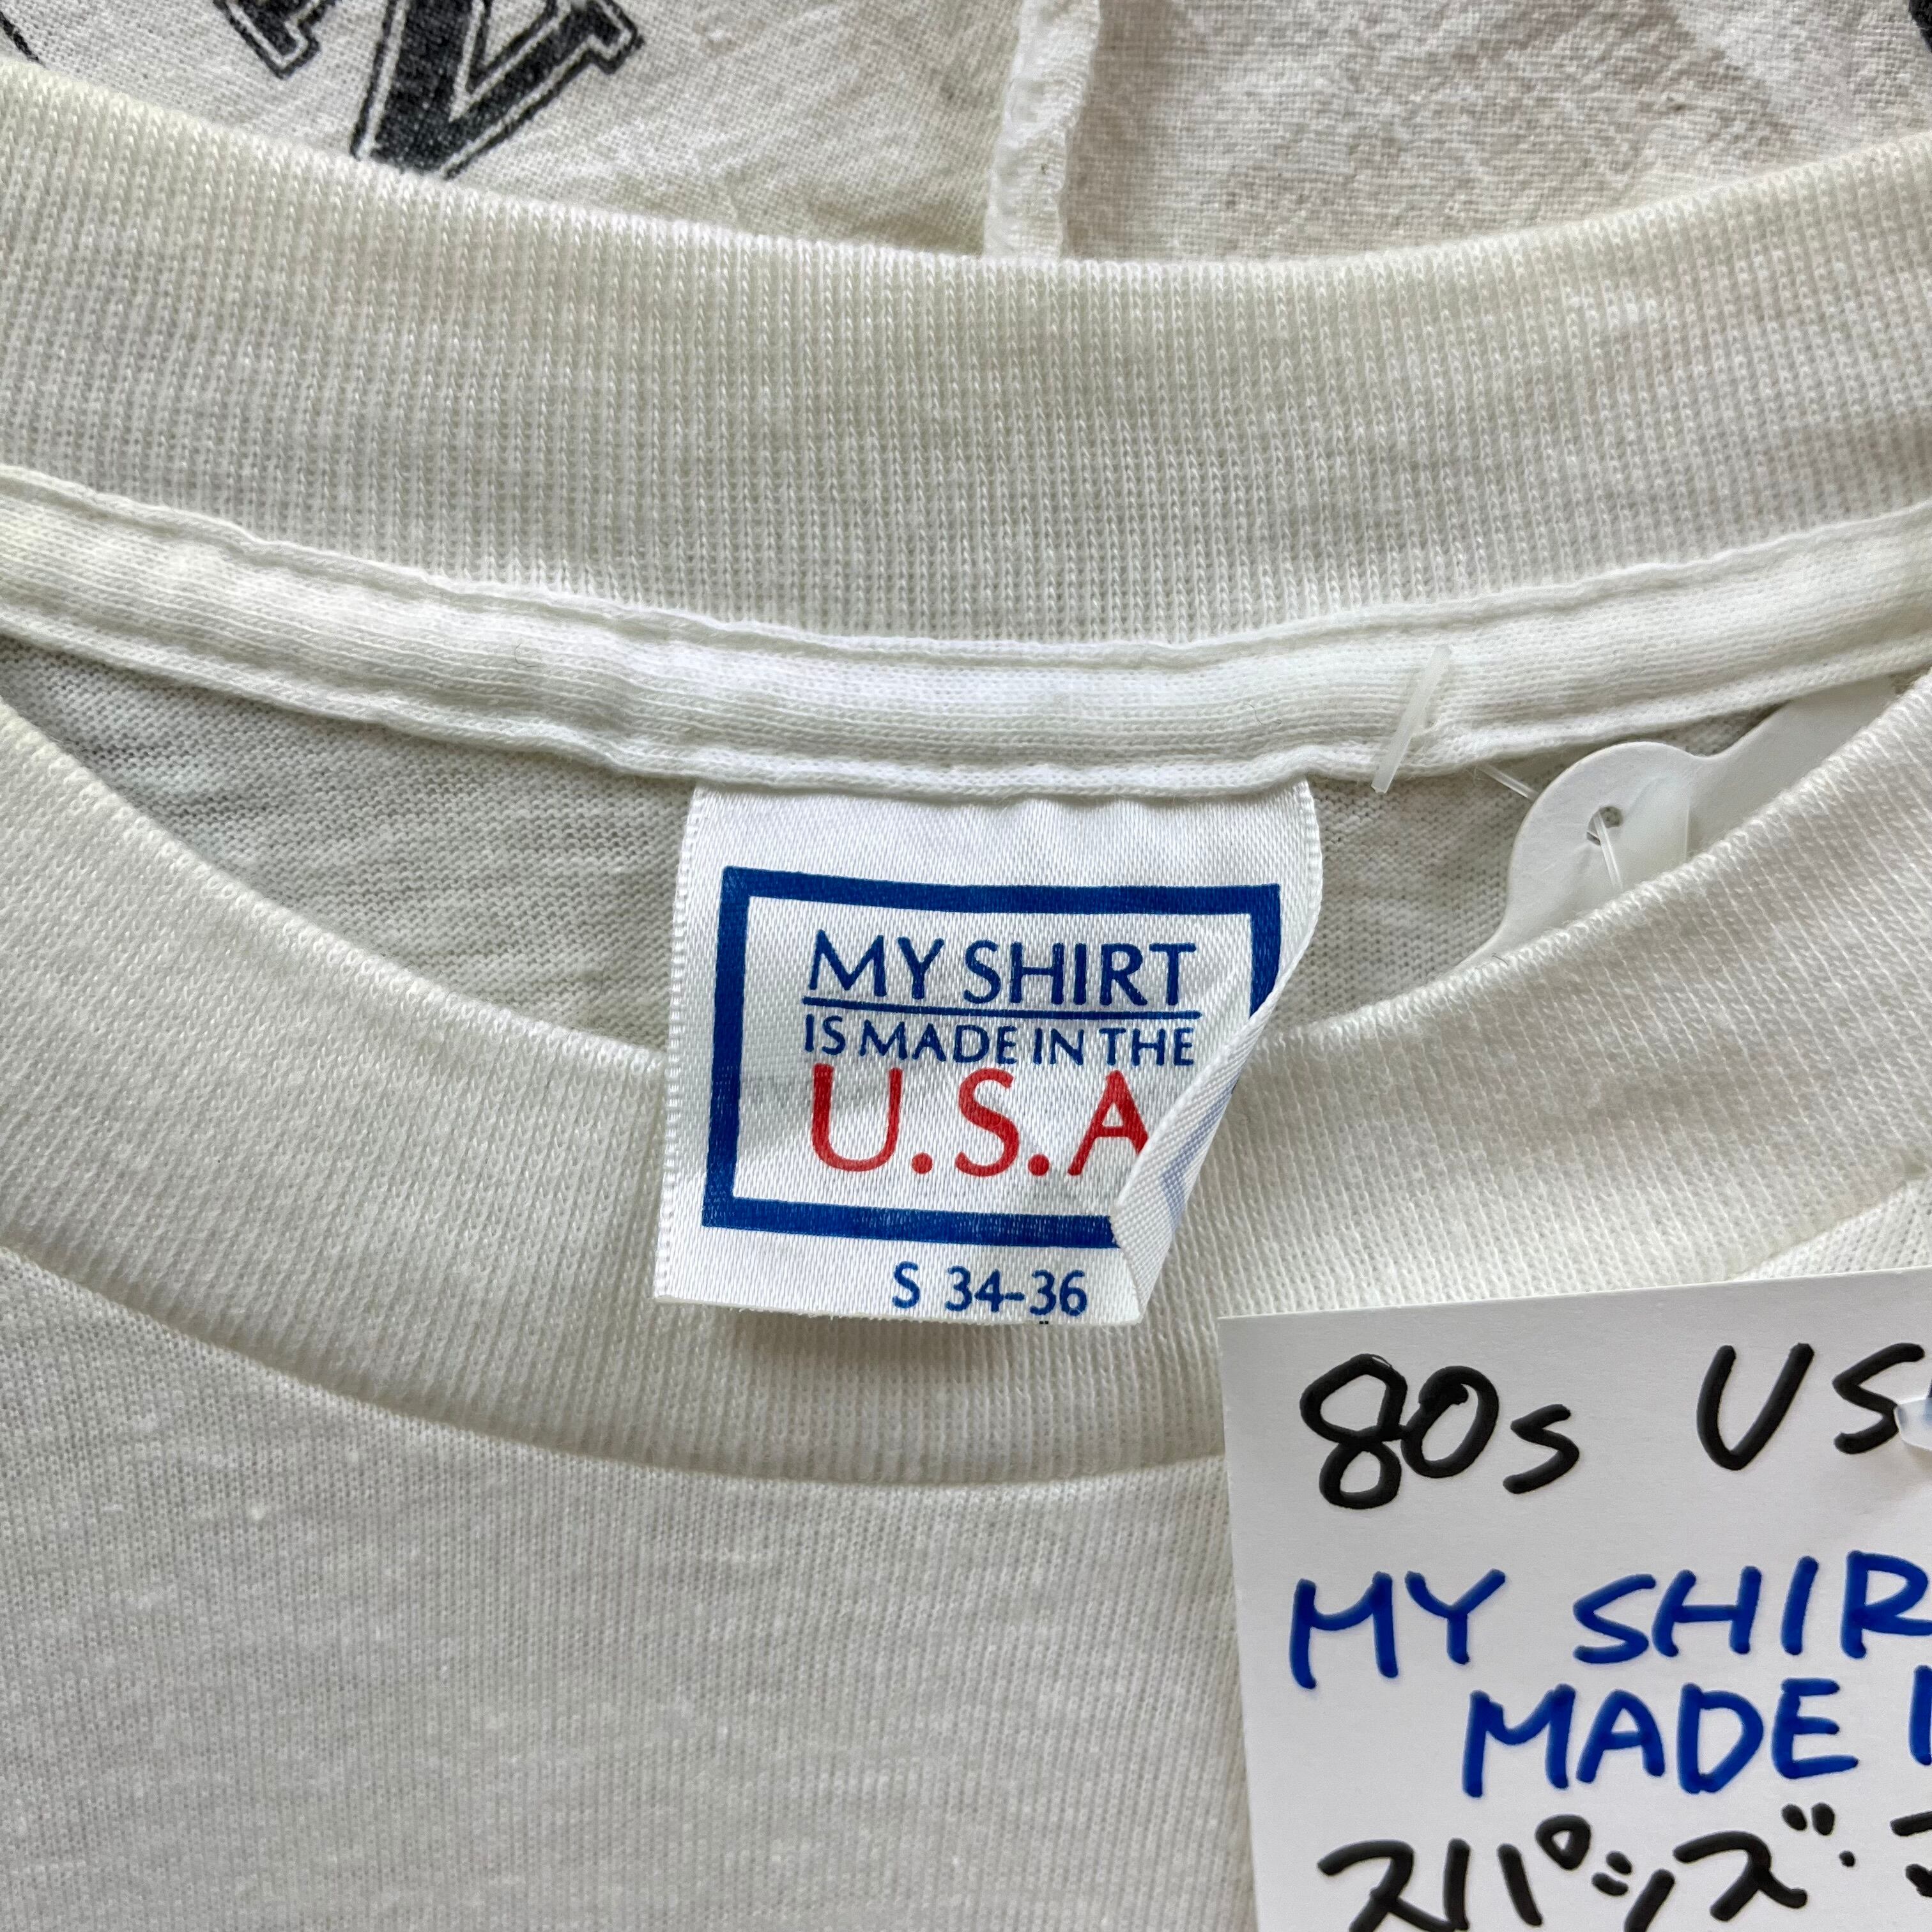 MY SHIRT
IS MADE IN THE
U.S.A
S 34-36
80s US
MY SHIR
MADE
スパッズ・